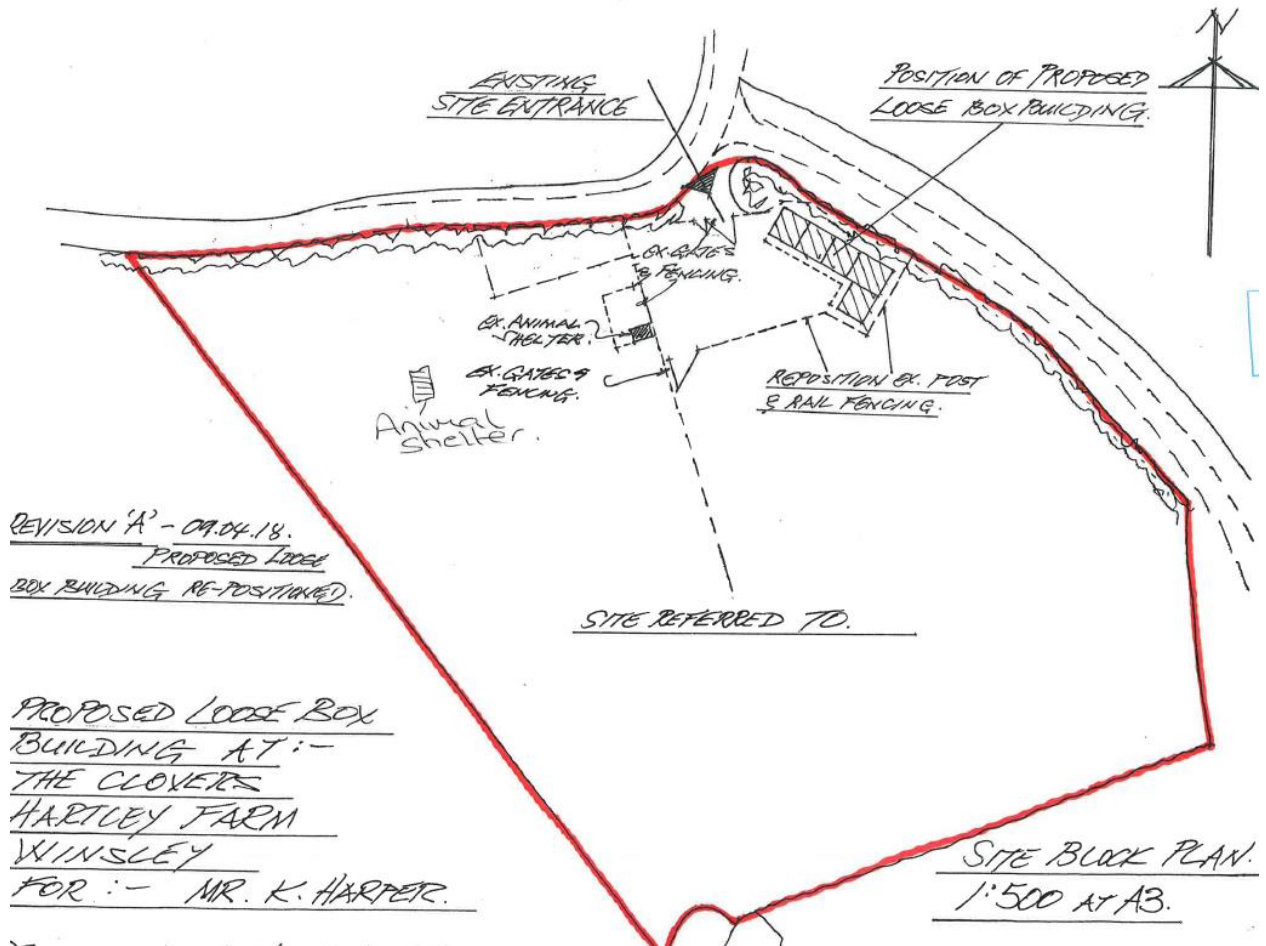 N
EXISTING
SITE ENTRANCE
POSITION OF PROPOSED
LOOSE BOX BUILDING.
EX. GATES
& FENCING.
EX. ANIMAL
SHELTER.
EX. GATES &
FENCING.
REPOSITION EX. POST
& RAIL FENCING.
Animal
shelter.
REVISION 'A' - 09.04.18.
PROPOSED LOOSE
BOX BUILDING RE-POSITIONED.
SITE REFERRED TO.
PROPOSED LOOSE BOX
BUILDING AT :-
THE CLOVERS
HARTLEY FARM
WINSLEY
FOR :- MR. K. HARPER.
SITE BLOCK PLAN.
1:500 AT A3.